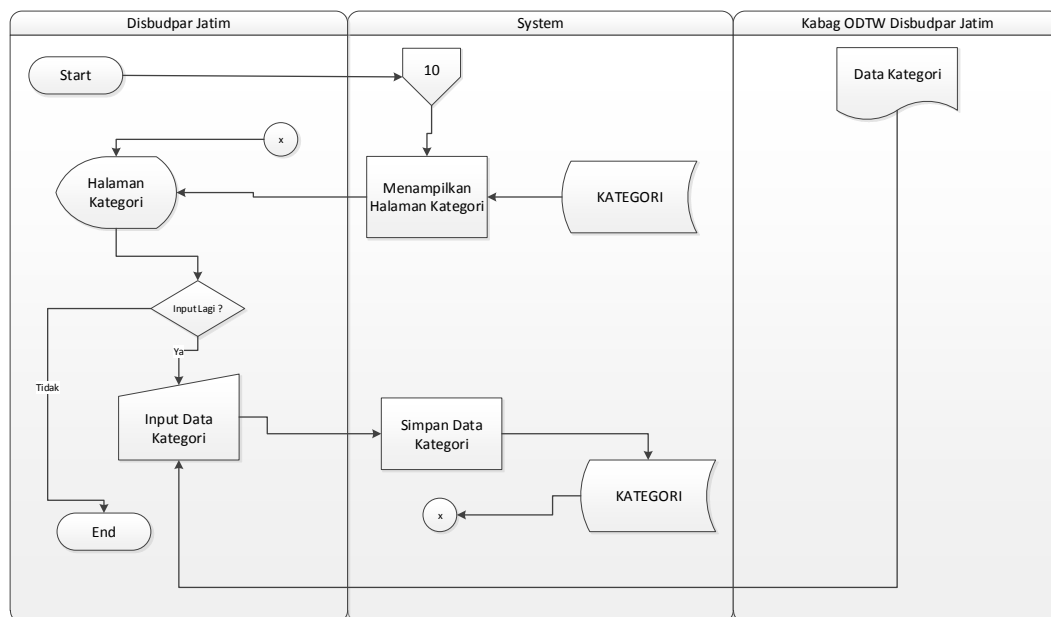 Disbudpar Jatim
System
Kabag ODTW Disbudpar Jatim
Start
10
Data Kategori
x
Halaman
Kategori
Menampilkan
Halaman Kategori
KATEGORI
Input Lagi ?
Ya
Tidak
Input Data
Kategori
Simpan Data
Kategori
KATEGORI
x
End